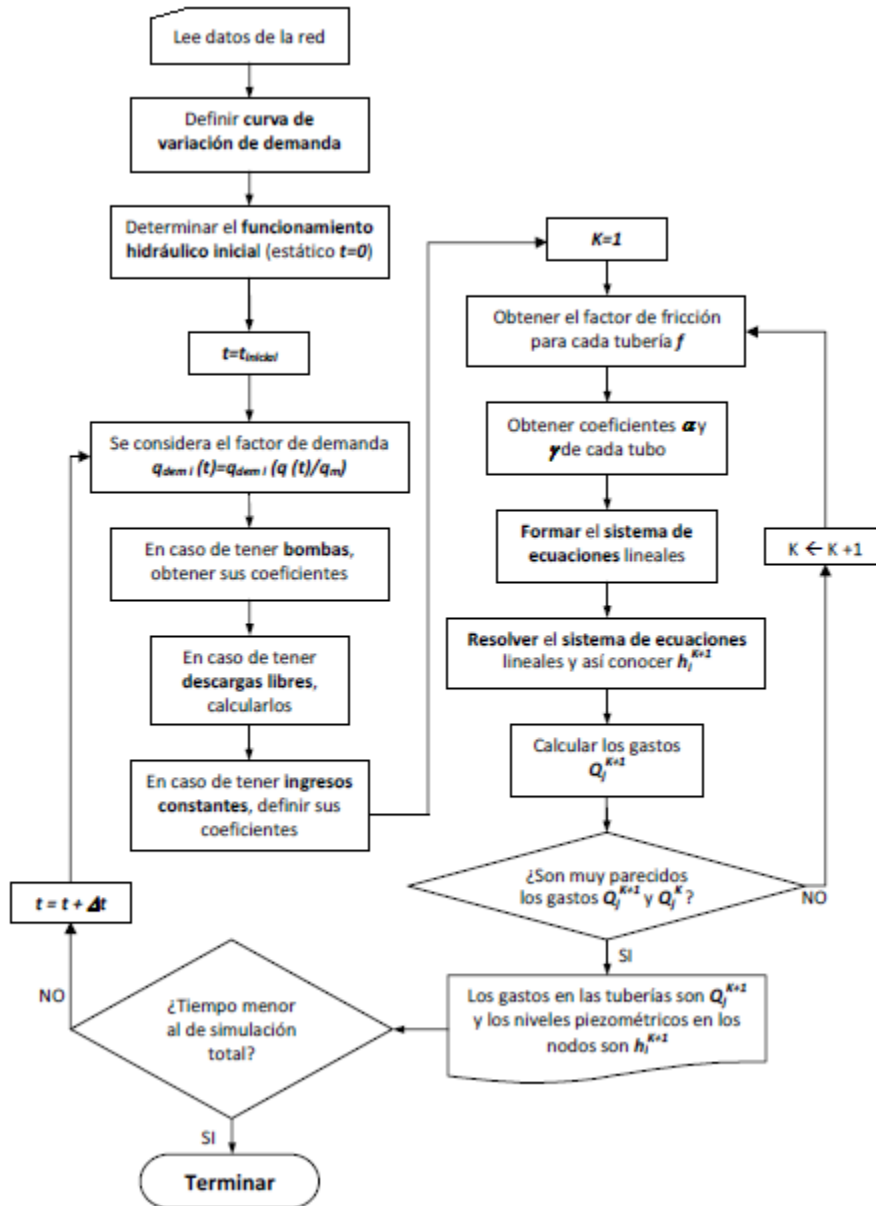 Lee datos de la red
Definir curva de
variación de demanda
Determinar el funcionamiento
hidráulico inicial (estático t=0)
t=tinicial
Se considera el factor de demanda
qdem i (t)=qdem i (q (t)/qm)
En caso de tener bombas,
obtener sus coeficientes
En caso de tener
descargas libres,
calcularlos
En caso de tener ingresos
constantes, definir sus
coeficientes
K=1
Obtener el factor de fricción
para cada tubería f
Obtener coeficientes α y
γ de cada tubo
Formar el sistema de
ecuaciones lineales
Resolver el sistema de ecuaciones
lineales y así conocer hi^K+1
Calcular los gastos
Qj^K+1
¿Son muy parecidos
los gastos Qj^K+1 y Qj^K ?
NO
K ← K +1
SI
Los gastos en las tuberías son Qj^K+1
y los niveles piezométricos en los
nodos son hi^K+1
¿Tiempo menor
al de simulación
total?
NO
t = t + Δt
SI
Terminar